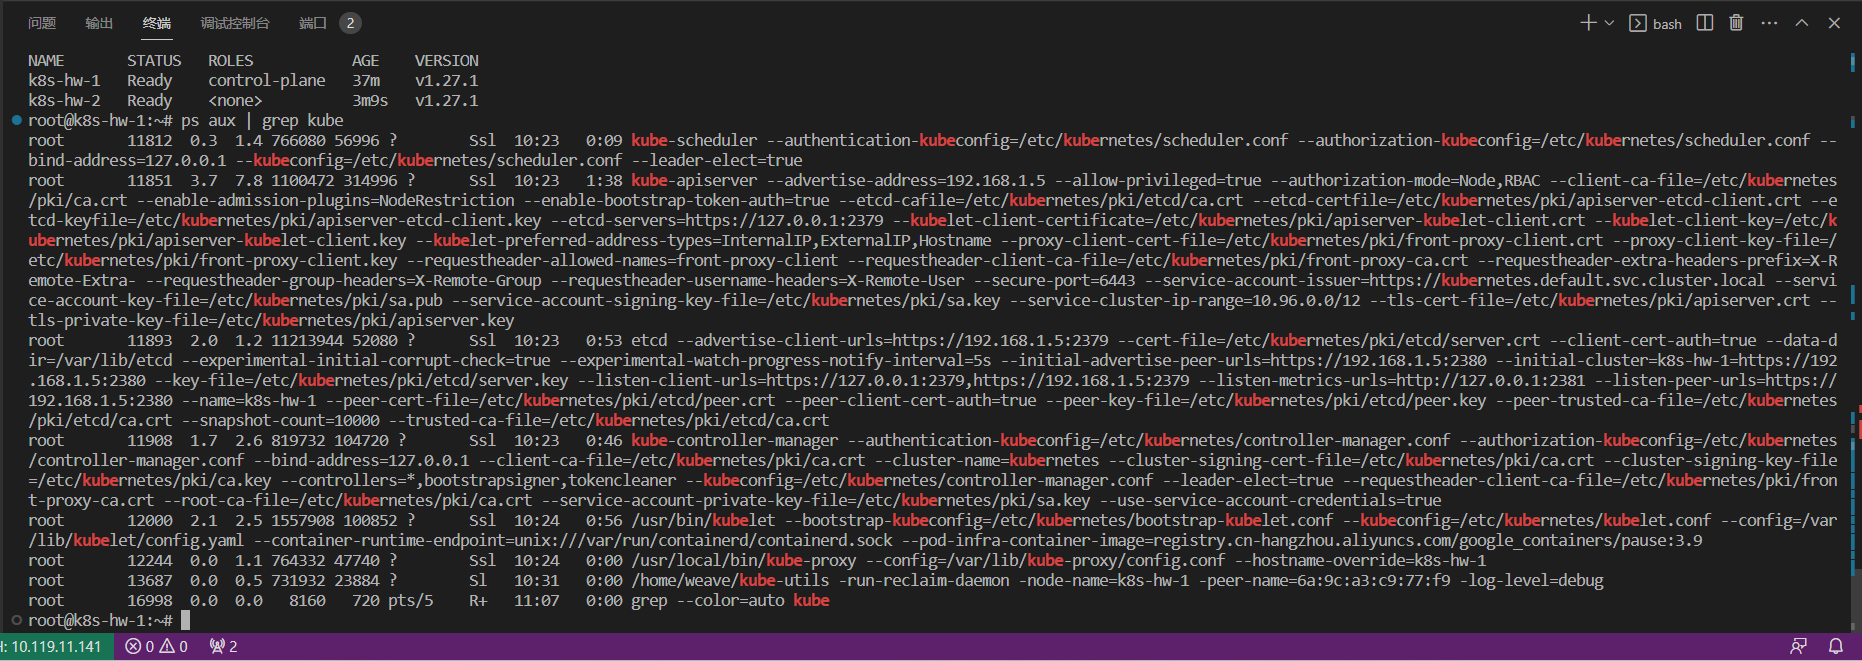 问题 输出 终端 调试控制台 端口 2 bash
NAME STATUS ROLES AGE VERSION
k8s-hw-1 Ready control-plane 37m v1.27.1
k8s-hw-2 Ready <none> 3m9s v1.27.1
root@k8s-hw-1:~# ps aux | grep kube
root 11812 0.3 1.4 766080 56996 ? Ssl 10:23 0:09 kube-scheduler --authentication-kubeconfig=/etc/kubernetes/scheduler.conf --authorization-kubeconfig=/etc/kubernetes/scheduler.conf --
bind-address=127.0.0.1 --kubeconfig=/etc/kubernetes/scheduler.conf --leader-elect=true
root 11851 3.7 7.8 1100472 314996 ? Ssl 10:23 1:38 kube-apiserver --advertise-address=192.168.1.5 --allow-privileged=true --authorization-mode=Node,RBAC --client-ca-file=/etc/kubernetes
/pki/ca.crt --enable-admission-plugins=NodeRestriction --enable-bootstrap-token-auth=true --etcd-cafile=/etc/kubernetes/pki/etcd/ca.crt --etcd-certfile=/etc/kubernetes/pki/apiserver-etcd-client.crt --e
tcd-keyfile=/etc/kubernetes/pki/apiserver-etcd-client.key --etcd-servers=https://127.0.0.1:2379 --kubelet-client-certificate=/etc/kubernetes/pki/apiserver-kubelet-client.crt --kubelet-client-key=/etc/k
ubernetes/pki/apiserver-kubelet-client.key --kubelet-preferred-address-types=InternalIP,ExternalIP,Hostname --proxy-client-cert-file=/etc/kubernetes/pki/front-proxy-client.crt --proxy-client-key-file=/
etc/kubernetes/pki/front-proxy-client.key --requestheader-allowed-names=front-proxy-client --requestheader-client-ca-file=/etc/kubernetes/pki/front-proxy-ca.crt --requestheader-extra-headers-prefix=X-R
emote-Extra- --requestheader-group-headers=X-Remote-Group --requestheader-username-headers=X-Remote-User --secure-port=6443 --service-account-issuer=https://kubernetes.default.svc.cluster.local --servi
ce-account-key-file=/etc/kubernetes/pki/sa.pub --service-account-signing-key-file=/etc/kubernetes/pki/sa.key --service-cluster-ip-range=10.96.0.0/12 --tls-cert-file=/etc/kubernetes/pki/apiserver.crt --
tls-private-key-file=/etc/kubernetes/pki/apiserver.key
root 11893 2.0 1.2 11213944 52080 ? Ssl 10:23 0:53 etcd --advertise-client-urls=https://192.168.1.5:2379 --cert-file=/etc/kubernetes/pki/etcd/server.crt --client-cert-auth=true --data-d
ir=/var/lib/etcd --experimental-initial-corrupt-check=true --experimental-watch-progress-notify-interval=5s --initial-advertise-peer-urls=https://192.168.1.5:2380 --initial-cluster=k8s-hw-1=https://192
.168.1.5:2380 --key-file=/etc/kubernetes/pki/etcd/server.key --listen-client-urls=https://127.0.0.1:2379,https://192.168.1.5:2379 --listen-metrics-urls=http://127.0.0.1:2381 --listen-peer-urls=https://
192.168.1.5:2380 --name=k8s-hw-1 --peer-cert-file=/etc/kubernetes/pki/etcd/peer.crt --peer-client-cert-auth=true --peer-key-file=/etc/kubernetes/pki/etcd/peer.key --peer-trusted-ca-file=/etc/kubernetes
/pki/etcd/ca.crt --snapshot-count=10000 --trusted-ca-file=/etc/kubernetes/pki/etcd/ca.crt
root 11908 1.7 2.6 819732 104720 ? Ssl 10:23 0:46 kube-controller-manager --authentication-kubeconfig=/etc/kubernetes/controller-manager.conf --authorization-kubeconfig=/etc/kubernetes
/controller-manager.conf --bind-address=127.0.0.1 --client-ca-file=/etc/kubernetes/pki/ca.crt --cluster-name=kubernetes --cluster-signing-cert-file=/etc/kubernetes/pki/ca.crt --cluster-signing-key-file
=/etc/kubernetes/pki/ca.key --controllers=*,bootstrapsigner,tokencleaner --kubeconfig=/etc/kubernetes/controller-manager.conf --leader-elect=true --requestheader-client-ca-file=/etc/kubernetes/pki/fron
t-proxy-ca.crt --root-ca-file=/etc/kubernetes/pki/ca.crt --service-account-private-key-file=/etc/kubernetes/pki/sa.key --use-service-account-credentials=true
root 12000 2.1 2.5 1557908 100852 ? Ssl 10:24 0:56 /usr/bin/kubelet --bootstrap-kubeconfig=/etc/kubernetes/bootstrap-kubelet.conf --kubeconfig=/etc/kubernetes/kubelet.conf --config=/var
/lib/kubelet/config.yaml --container-runtime-endpoint=unix:///var/run/containerd/containerd.sock --pod-infra-container-image=registry.cn-hangzhou.aliyuncs.com/google_containers/pause:3.9
root 12244 0.0 1.1 764332 47740 ? Ssl 10:24 0:00 /usr/local/bin/kube-proxy --config=/var/lib/kube-proxy/config.conf --hostname-override=k8s-hw-1
root 13687 0.0 0.5 731932 23884 ? Sl 10:31 0:00 /home/weave/kube-utils -run-reclaim-daemon -node-name=k8s-hw-1 -peer-name=6a:9c:a3:c9:77:f9 -log-level=debug
root 16998 0.0 0.0 8160 720 pts/5 R+ 11:07 0:00 grep --color=auto kube
root@k8s-hw-1:~#
H: 10.119.11.141 0 0 2